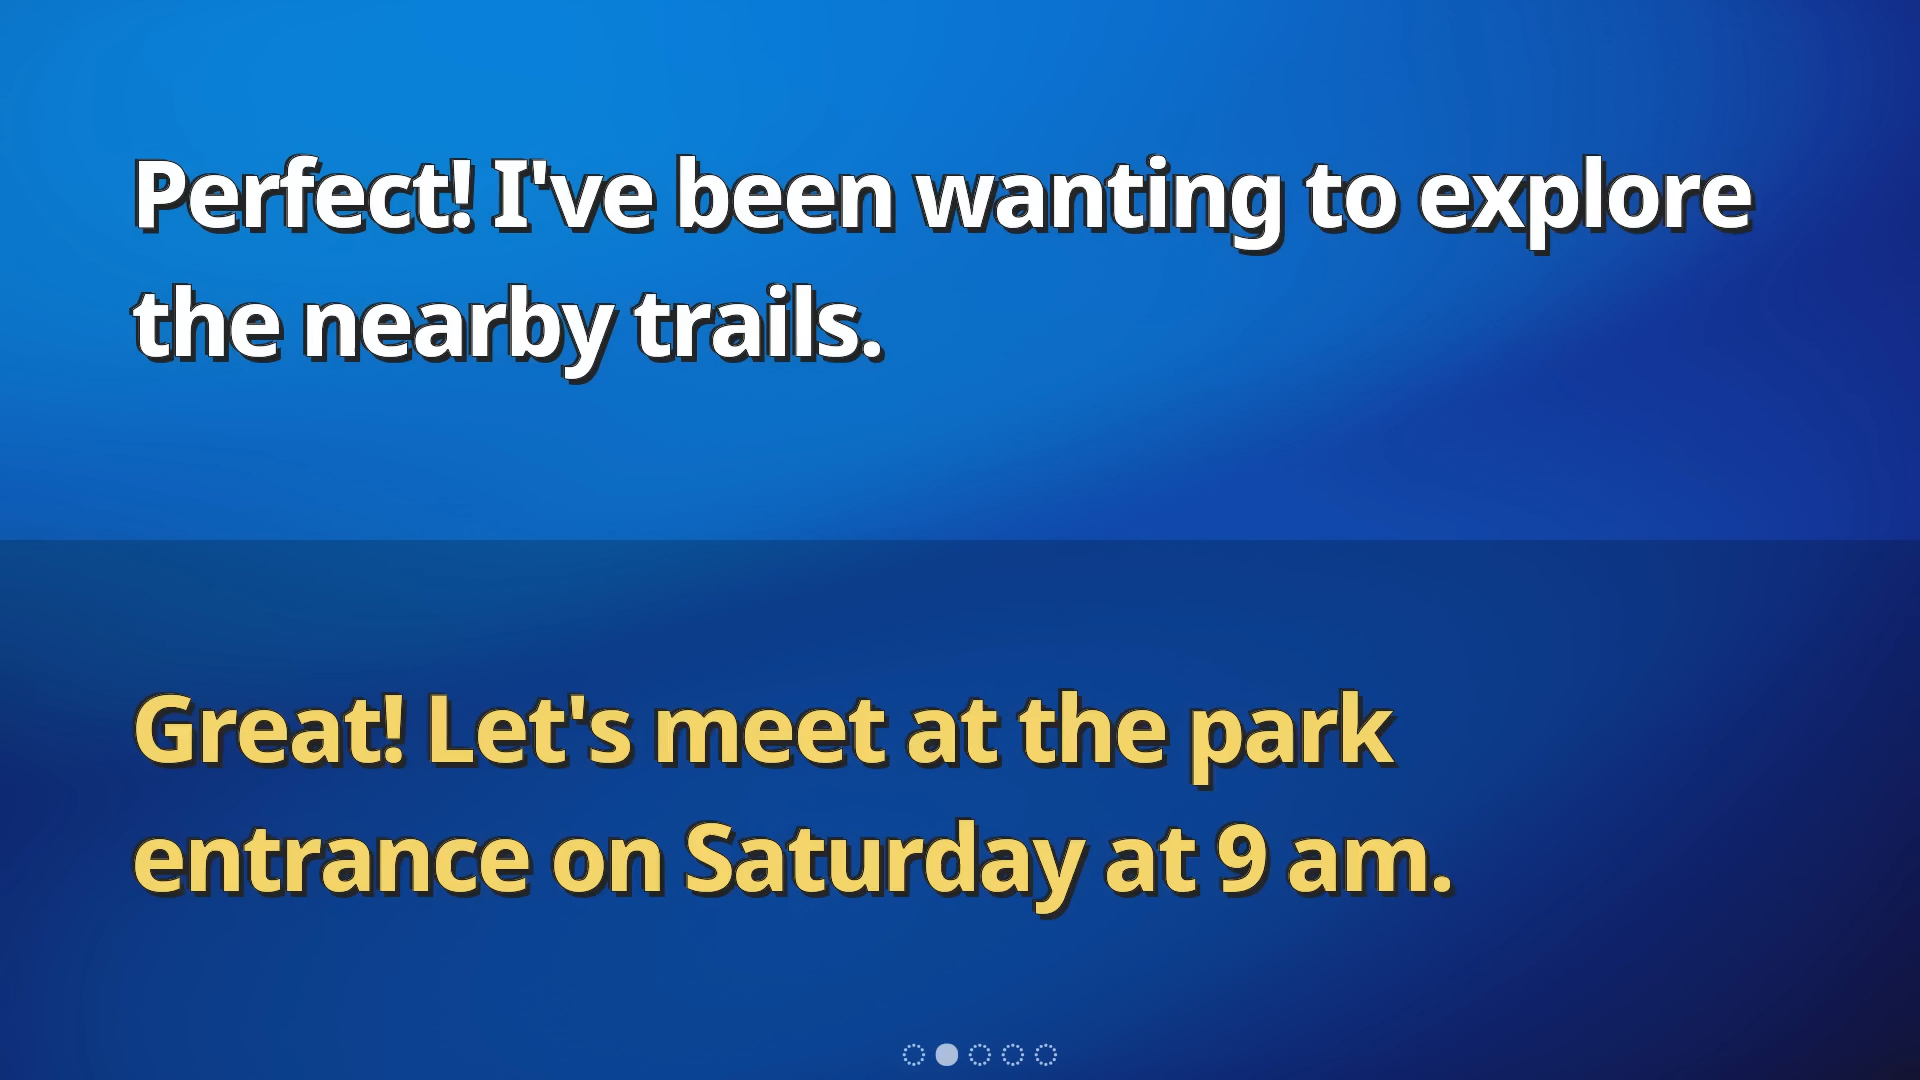 Perfect! I've been wanting to explore
the nearby trails.
Great! Let's meet at the park
entrance on Saturday at 9 am.